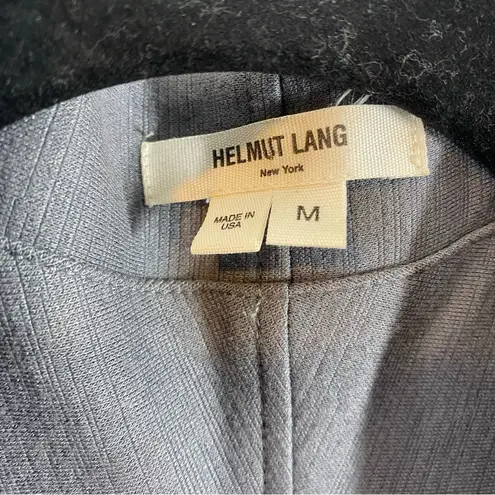 HELMUT LANG
New York
MADE IN
USA
M